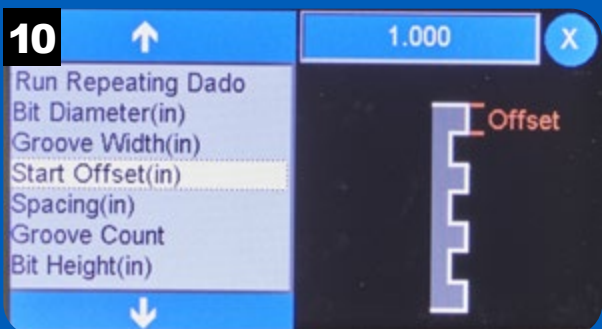 10
1.000
X
Run Repeating Dado
Bit Diameter(in)
Groove Width(in)
Start Offset(in)
Spacing(in)
Groove Count
Bit Height(in)
Offset